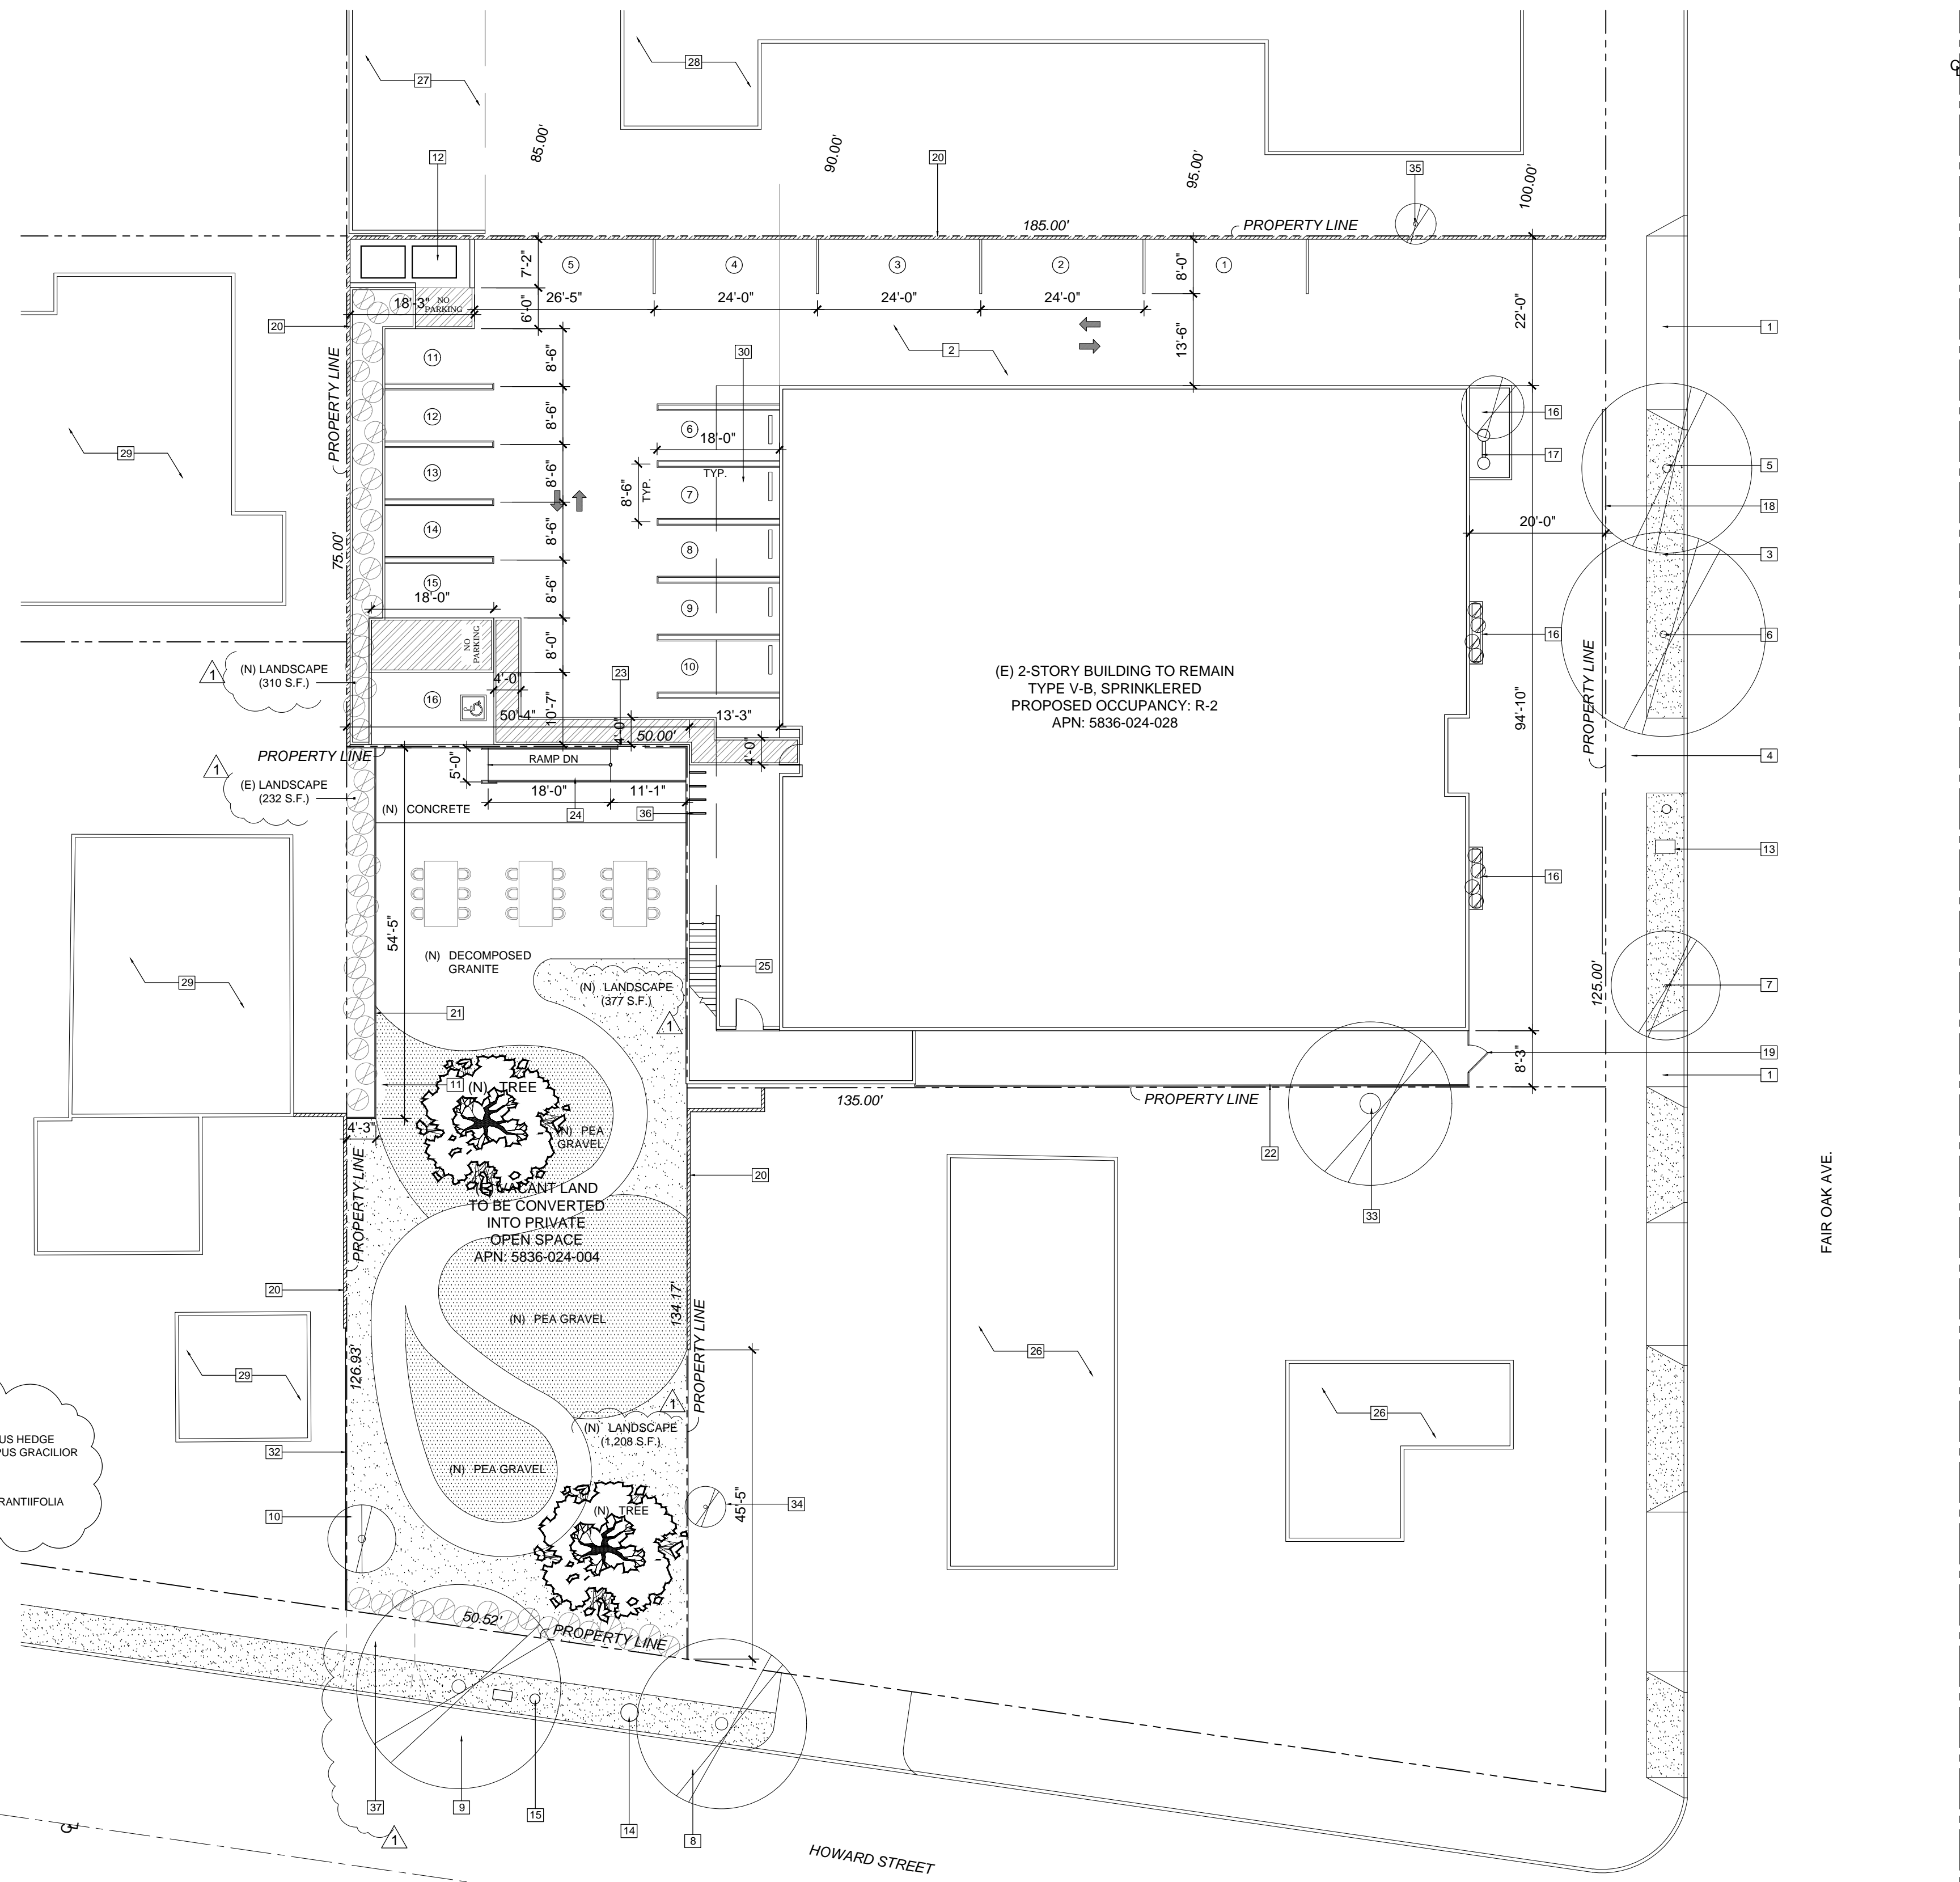 27
28
12
20
35
85.00'
90.00'
95.00'
100.00'
185.00'
PROPERTY LINE
5
4
3
2
1
7'-2"
8'-0"
18'-3"
NO
PARKING
6'-0"
26'-5"
24'-0"
24'-0"
24'-0"
22'-0"
13'-6"
20
1
2
30
11
12
13
14
15
8'-6"
8'-6"
8'-6"
8'-6"
8'-6"
8'-0"
10'-7"
PROPERTY LINE
75.00'
29
6
7
8
9
10
18'-0"
TYP.
8'-6"
TYP.
16
17
5
18
20'-0"
3
16
6
18'-0"
NO
PARKING
4'-0"
16
23
50'-4"
13'-3"
4'-0"
50.00'
4'-0"
1
(N) LANDSCAPE
(310 S.F.)
PROPERTY LINE
1
(E) LANDSCAPE
(232 S.F.)
(E) 2-STORY BUILDING TO REMAIN
TYPE V-B, SPRINKLERED
PROPOSED OCCUPANCY: R-2
APN: 5836-024-028
PROPERTY LINE
94'-10"
4
13
16
5'-0"
RAMP DN
18'-0"
11'-1"
24
36
(N) CONCRETE
54'-5"
(N) DECOMPOSED
GRANITE
(N) LANDSCAPE
(377 S.F.)
1
25
29
21
125.00'
7
19
8'-3"
1
11
(N) TREE
(N) PEA
GRAVEL
4'-3"
135.00'
PROPERTY LINE
22
33
20
PROPERTY LINE
VACANT LAND
TO BE CONVERTED
INTO PRIVATE
OPEN SPACE
APN: 5836-024-004
FAIR OAK AVE.
20
(N) PEA GRAVEL
134.17'
PROPERTY LINE
126.93'
29
26
26
1
(N) LANDSCAPE
(1,208 S.F.)
US HEDGE
PUS GRACILIOR
RANTIIFOLIA
32
(N) PEA GRAVEL
10
(N) TREE
34
45'-5"
50.52'
PROPERTY LINE
37
9
15
14
8
1
HOWARD STREET